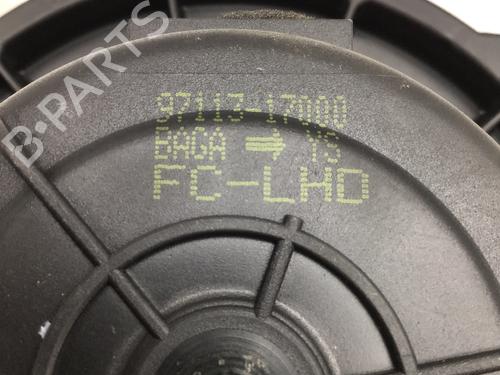 B-PARTS
97113-17000
BAGA ⇒ YS
FC-LHD